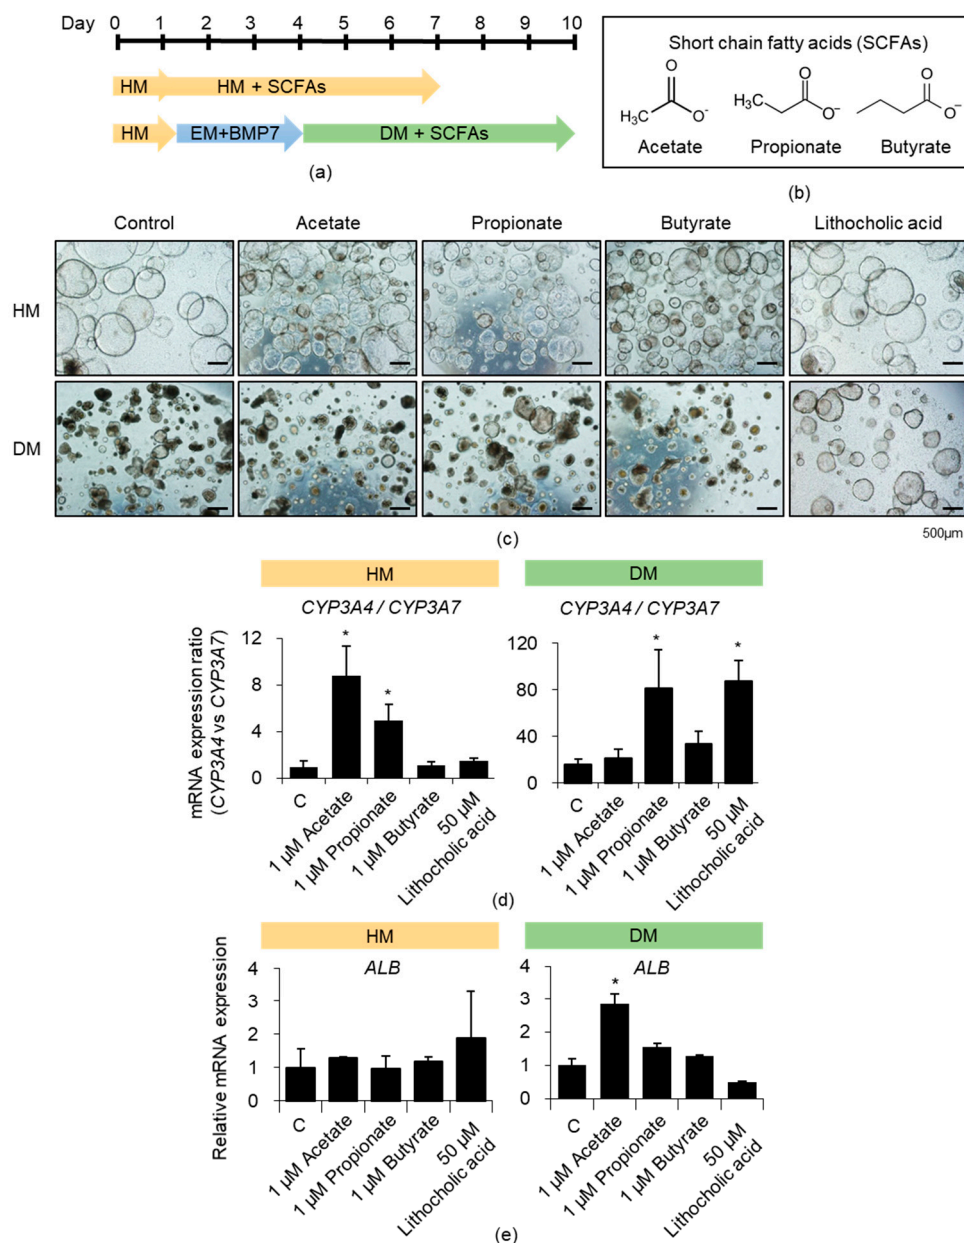 Day 0 1 2 3 4 5 6 7 8 9 10
HM HM + SCFAs
HM EM+BMP7 DM + SCFAs
(a)
Short chain fatty acids (SCFAs)
O O O
H₃C O⁻ H₃C O⁻ O⁻
Acetate Propionate Butyrate
(b)
Control Acetate Propionate Butyrate Lithocholic acid
HM
DM
500µm
(c)
HM
CYP3A4 / CYP3A7
mRNA expression ratio
(CYP3A4 vs CYP3A7)
12
8
4
0
* *
C
1 µM Acetate
1 µM Propionate
1 µM Butyrate
50 µM
Lithocholic acid
DM
CYP3A4 / CYP3A7
120
80
40
0
* *
C
1 µM Acetate
1 µM Propionate
1 µM Butyrate
50 µM
Lithocholic acid
(d)
HM
ALB
Relative mRNA expression
4
3
2
1
0
C
1 µM Acetate
1 µM Propionate
1 µM Butyrate
50 µM
Lithocholic acid
DM
ALB
4
3
2
1
0
*
C
1 µM Acetate
1 µM Propionate
1 µM Butyrate
50 µM
Lithocholic acid
(e)